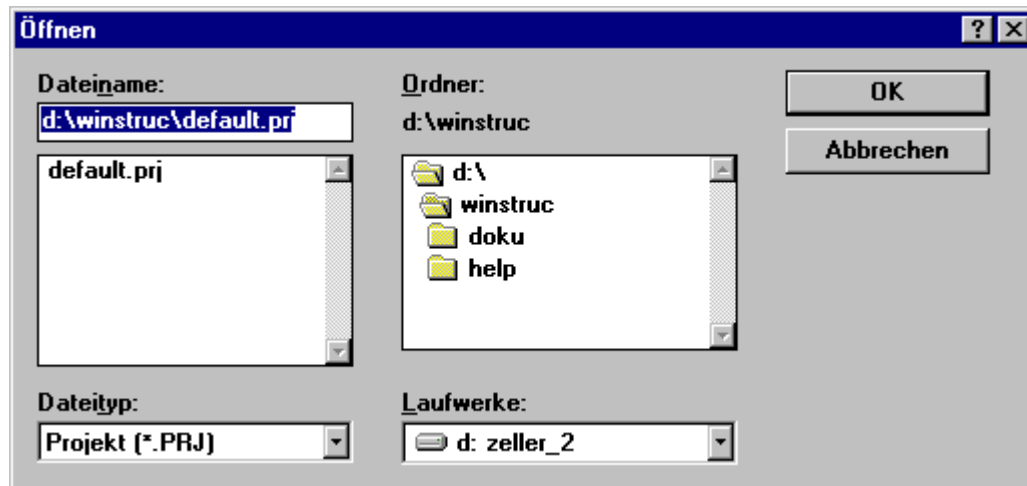 Öffnen
Dateiname:
d:\winstruc\default.prj
default.prj
Dateityp:
Projekt (*.PRJ)
Ordner:
d:\winstruc
d:\
winstruc
doku
help
Laufwerke:
d: zeller_2
OK
Abbrechen